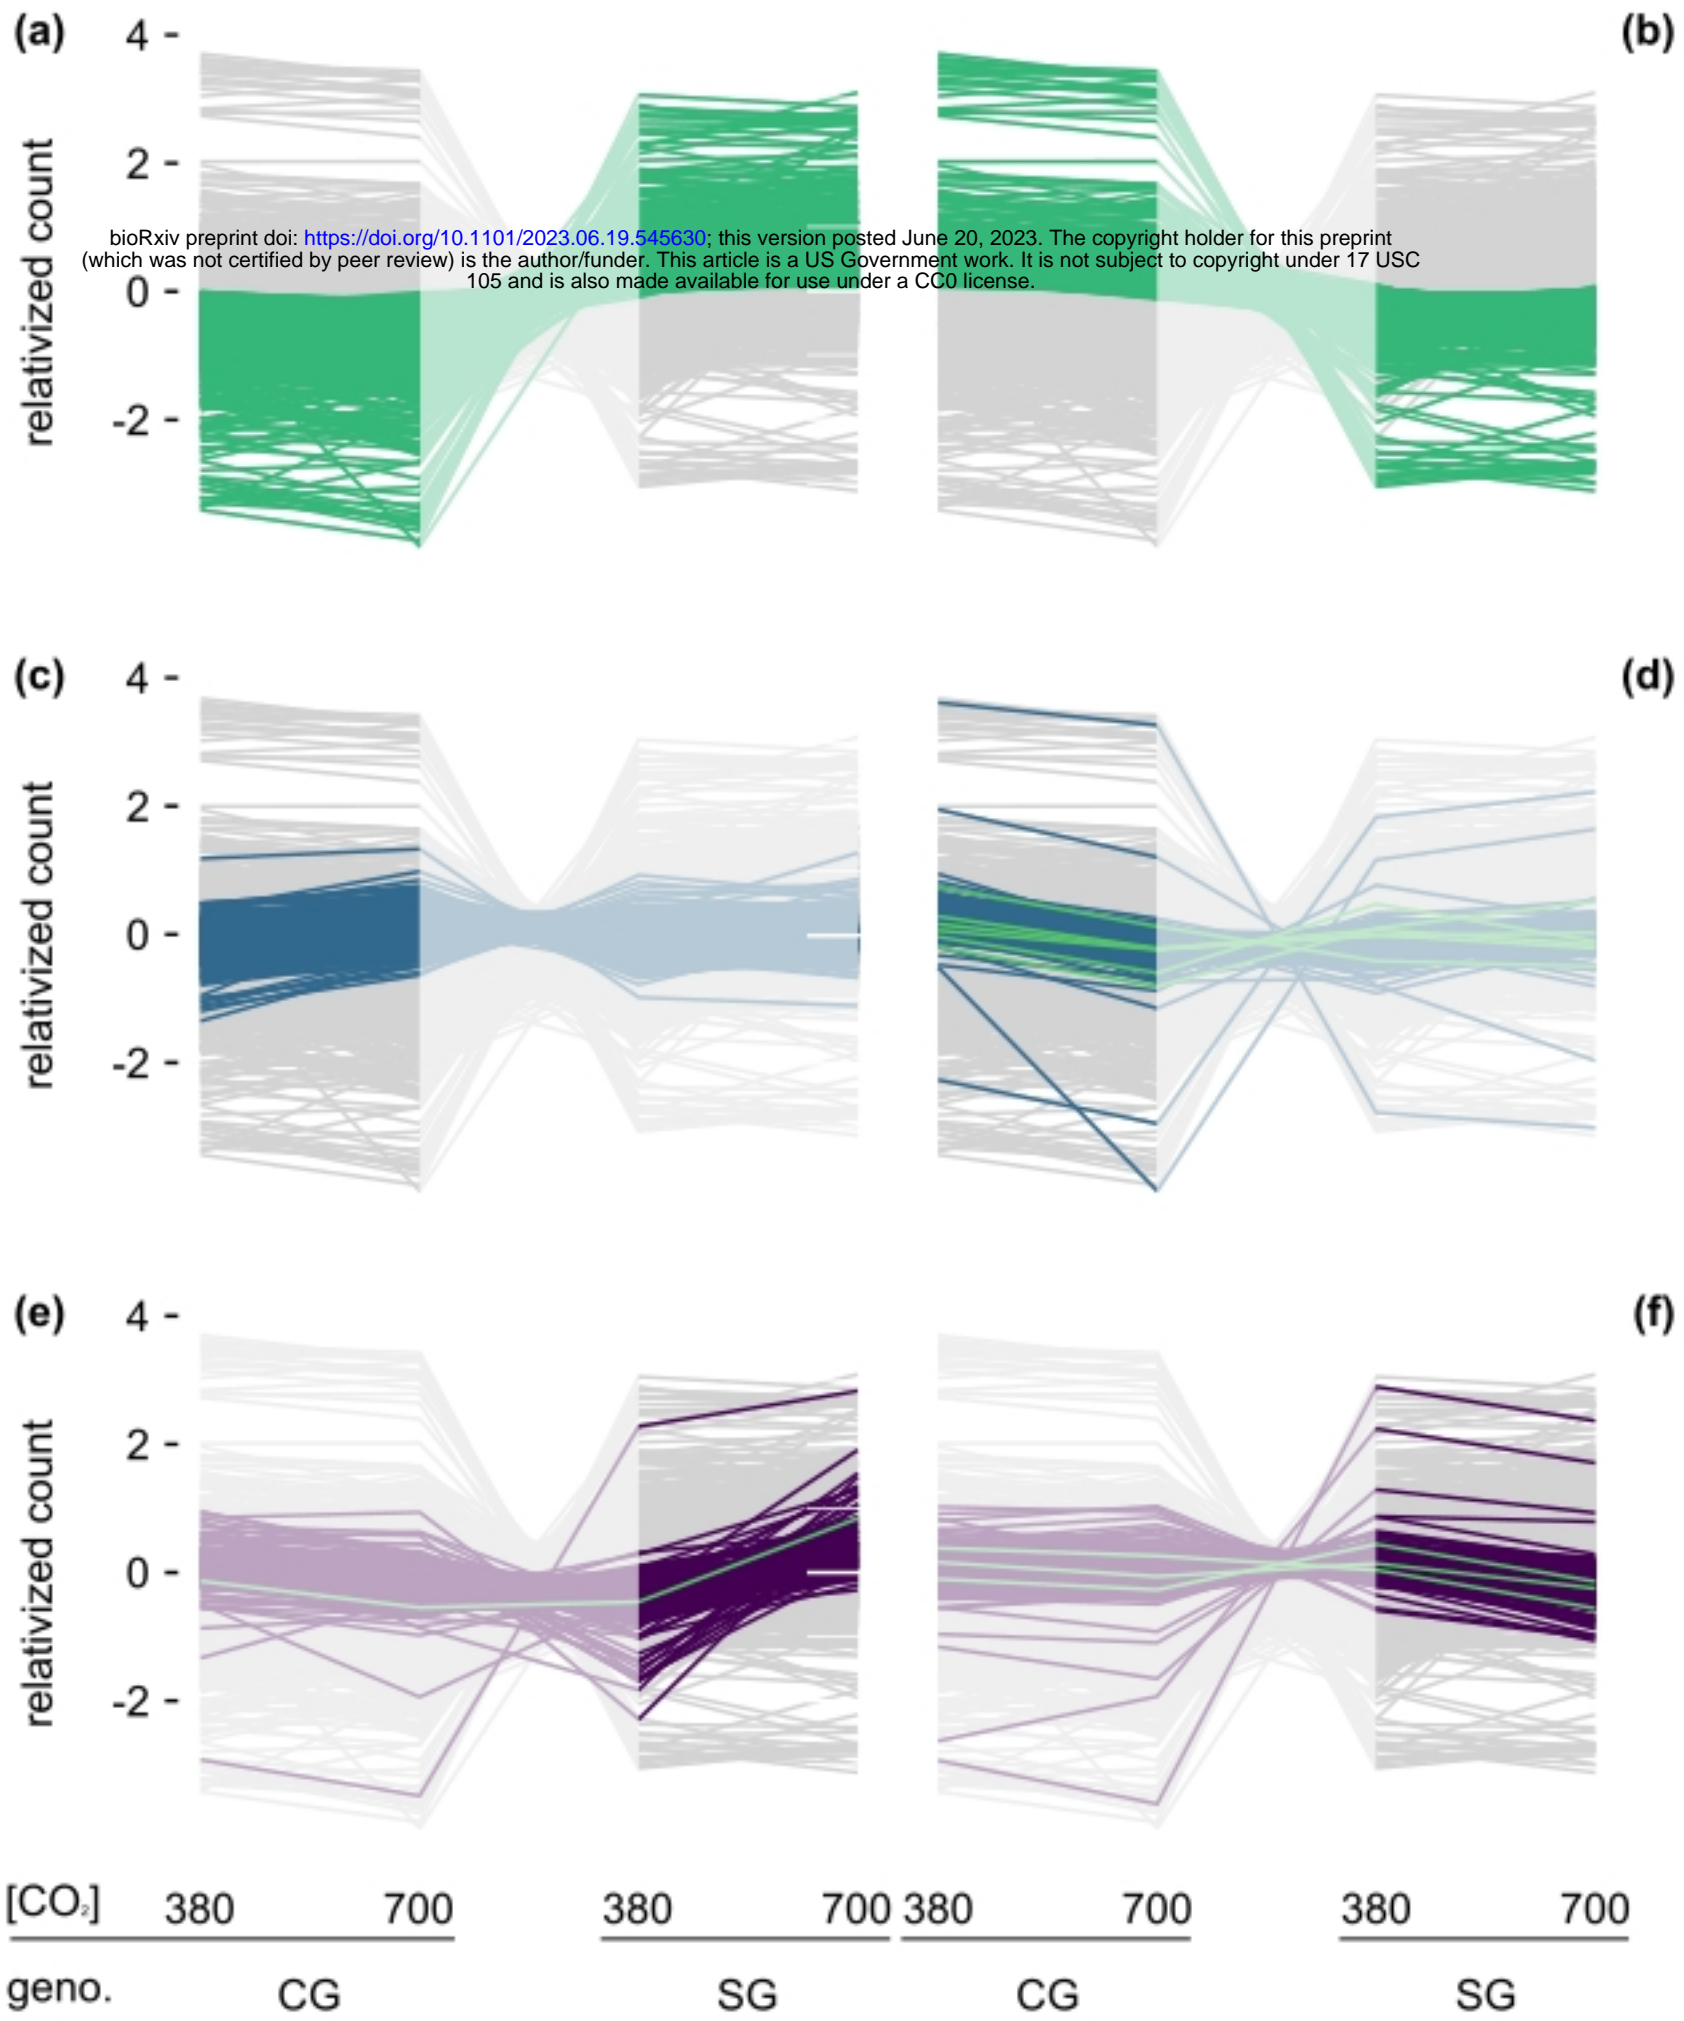 (a)
(b)
4 -
2 -
0 -
-2 -
relativized count
bioRxiv preprint doi: https://doi.org/10.1101/2023.06.19.545630; this version posted June 20, 2023. The copyright holder for this preprint
(which was not certified by peer review) is the author/funder. This article is a US Government work. It is not subject to copyright under 17 USC
105 and is also made available for use under a CC0 license.
(c)
(d)
4 -
2 -
0 -
-2 -
relativized count
(e)
(f)
4 -
2 -
0 -
-2 -
relativized count
[CO₂] 380 700 380 700 380 700 380 700
geno. CG SG CG SG